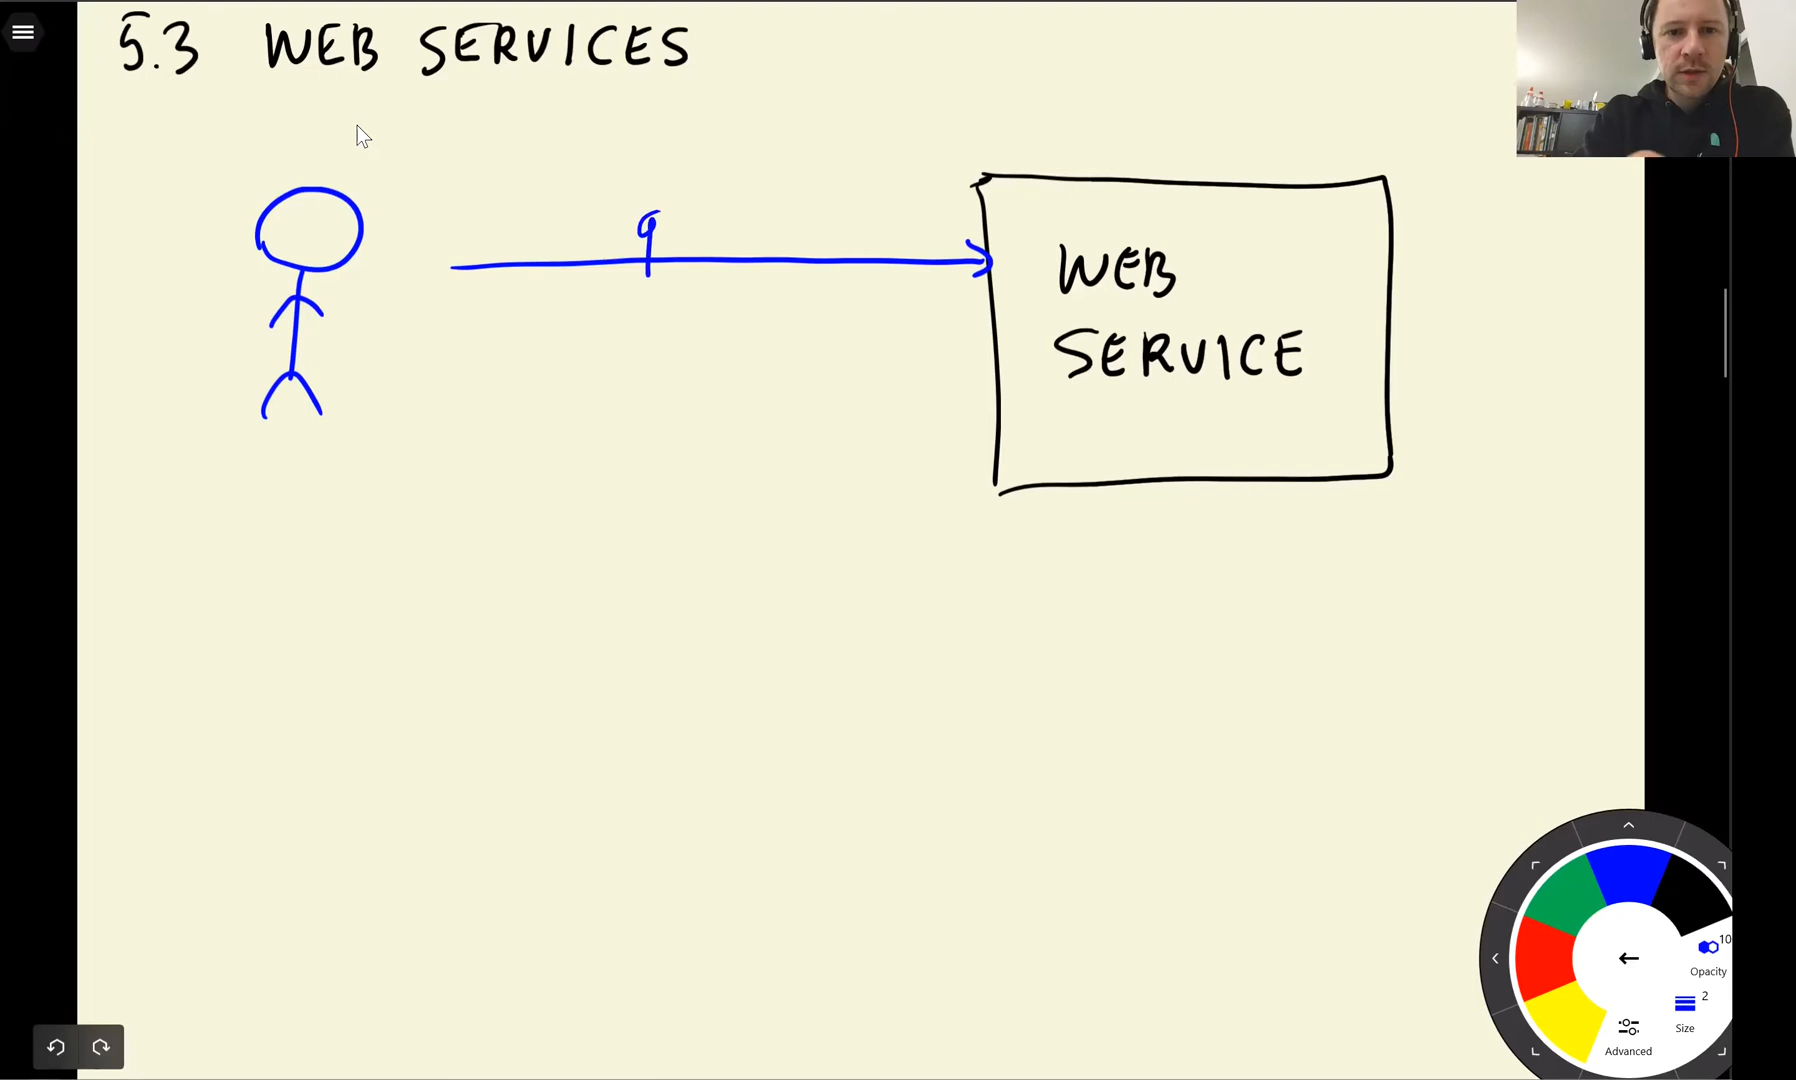 5.3 WEB SERVICES
q
WEB
SERVICE
10
Opacity
2
Size
Advanced